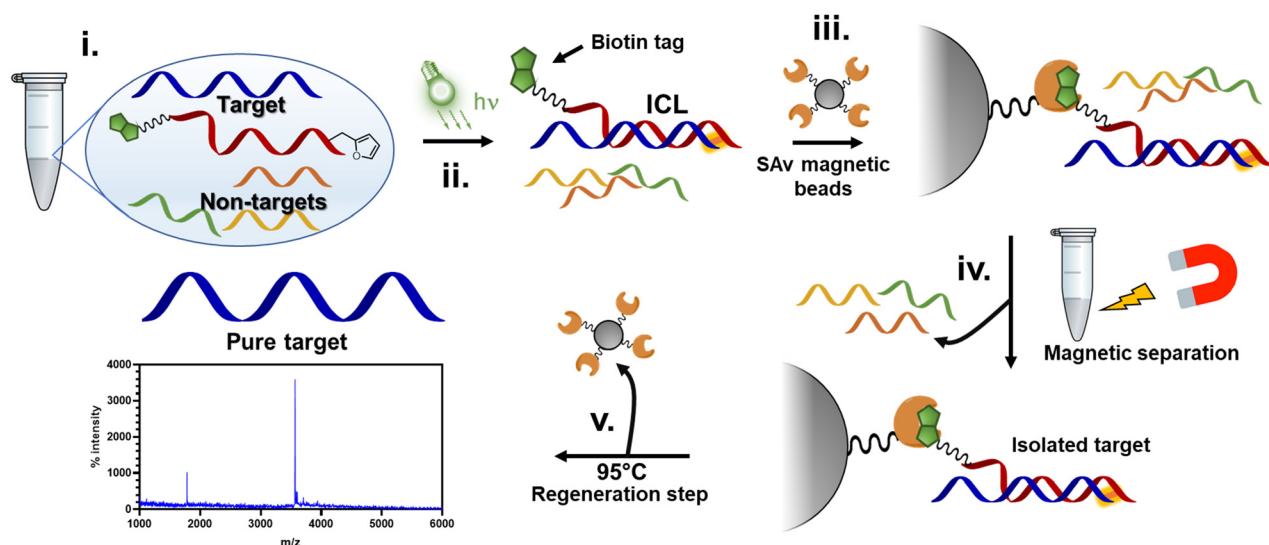 i.
Target
O
Non-targets
hν
ii.
Biotin tag
ICL
iii.
SAv magnetic
beads
iv.
Magnetic separation
Isolated target
v.
95°C
Regeneration step
Pure target
% intensity
4000
3000
2000
1000
0
1000
2000
3000
4000
5000
6000
m/z